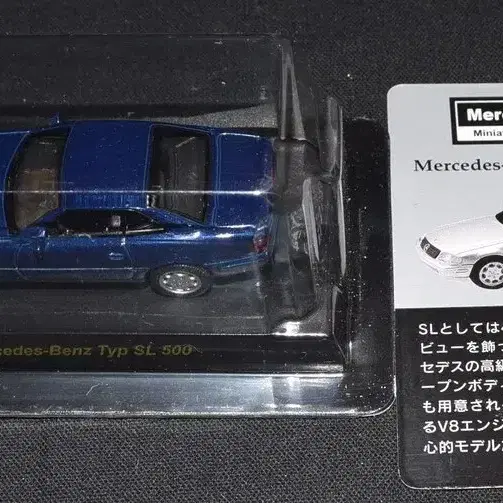 cedes-Benz Typ SL 500
Merc
Minia
Mercedes-
SLとしては4
ビューを飾っ
セデスの高級
ープンボディ
も用意され
るV8エンジ
心的モデル